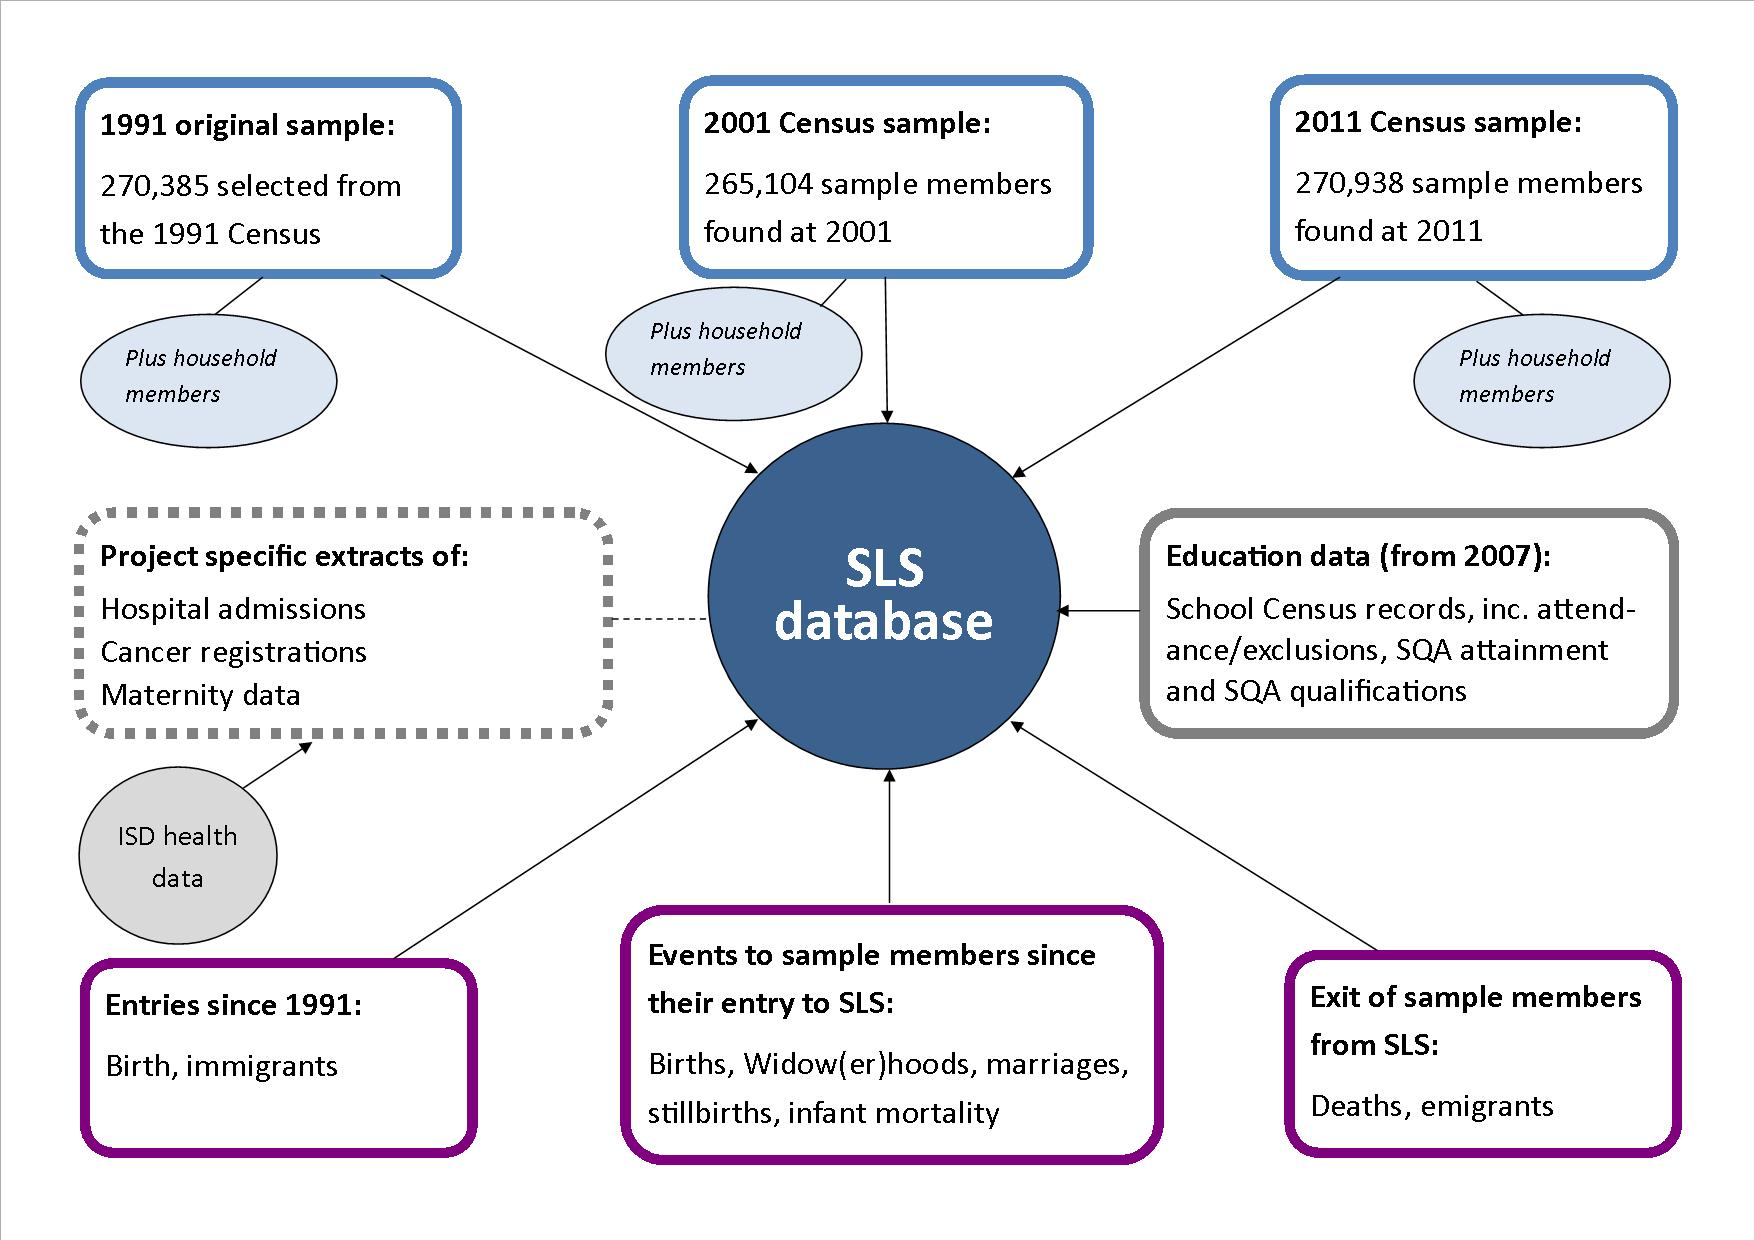 1991 original sample:
270,385 selected from
the 1991 Census
2001 Census sample:
265,104 sample members
found at 2001
2011 Census sample:
270,938 sample members
found at 2011
Plus household
members
Plus household
members
Plus household
members
Project specific extracts of:
Hospital admissions
Cancer registrations
Maternity data
SLS
database
Education data (from 2007):
School Census records, inc. attend-
ance/exclusions, SQA attainment
and SQA qualifications
ISD health
data
Entries since 1991:
Birth, immigrants
Events to sample members since
their entry to SLS:
Births, Widow(er)hoods, marriages,
stillbirths, infant mortality
Exit of sample members
from SLS:
Deaths, emigrants